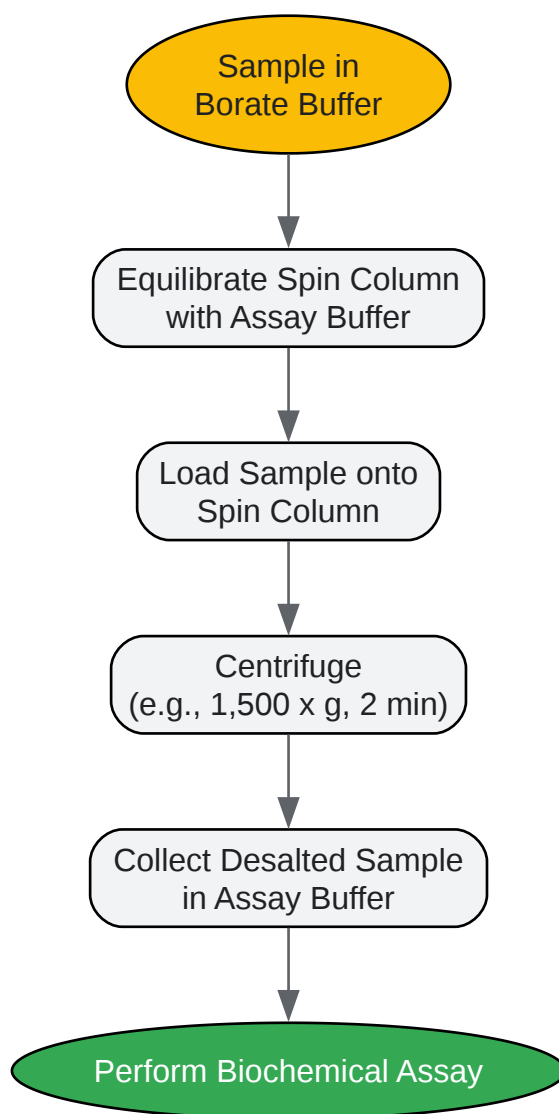 Sample in
Borate Buffer
Equilibrate Spin Column
with Assay Buffer
Load Sample onto
Spin Column
Centrifuge
(e.g., 1,500 x g, 2 min)
Collect Desalted Sample
in Assay Buffer
Perform Biochemical Assay